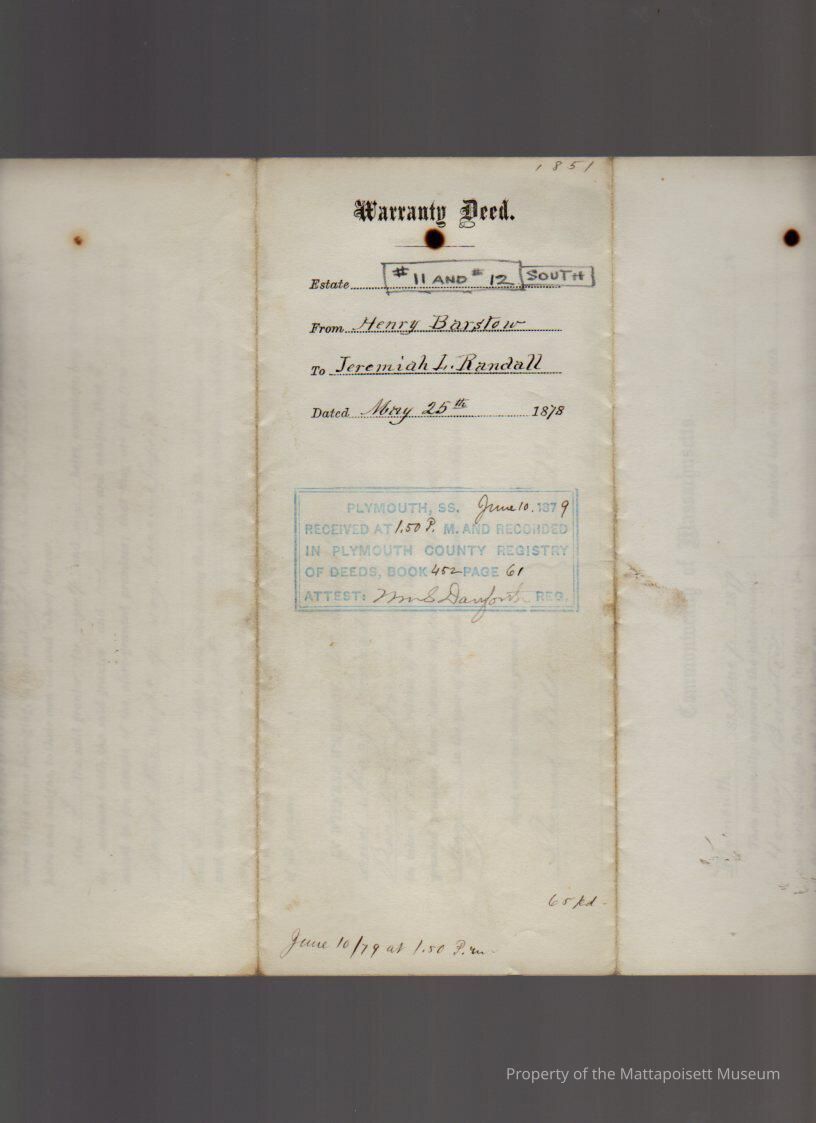 1851
Warranty Deed.
Estate #11 AND #12 SOUTH
From Henry Barstow
To Jeremiah L. Randall
Dated May 25th 1878
PLYMOUTH, SS. June 10. 1879
RECEIVED AT 1.50 P. M. AND RECORDED
IN PLYMOUTH COUNTY REGISTRY
OF DEEDS, BOOK 452 PAGE 61
ATTEST: Wm S Danforth REG.
65 pd.
June 10/79 at 1.50 P.m.
Property of the Mattapoisett Museum